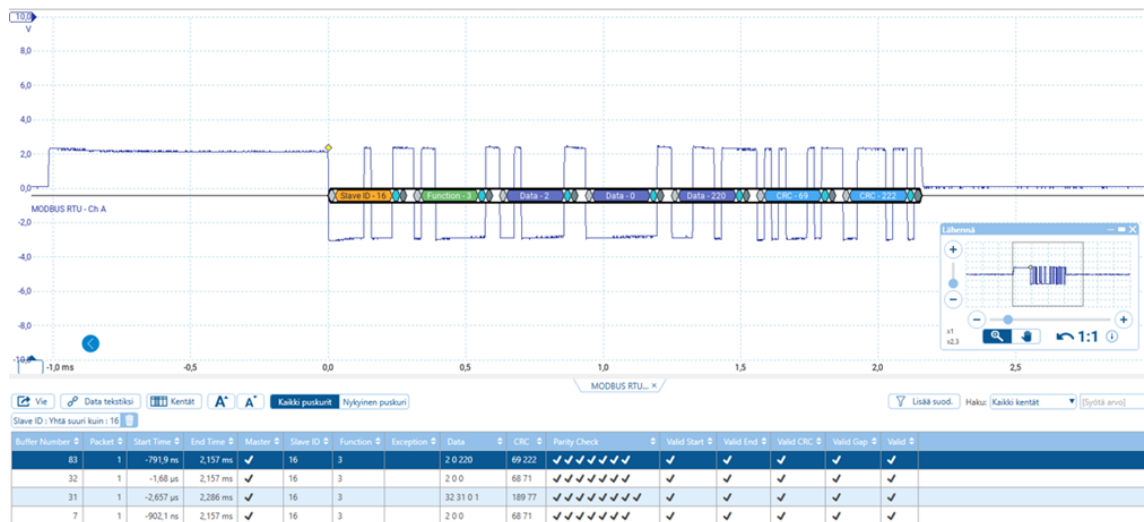 10,0
V
8,0
6,0
4,0
2,0
0,0
Slave ID - 16 Function - 3 Data - 2 Data - 0 Data - 220 CRC - 69 CRC - 222
MODBUS RTU - Ch A
-2,0
-4,0
-6,0
-8,0
-10,0
-1,0 ms -0,5 0,0 0,5 1,0 1,5 2,0 2,5
Lähennä
x1
x2.3
1:1
MODBUS RTU... ×
Vie Data tekstiksi Kentät A A Kaikki puskurit Nykyinen puskuri Lisää suod. Haku: Kaikki kentät [Syötä arvo]
Slave ID : Yhtä suuri kuin : 16
Buffer Number Packet Start Time End Time Master Slave ID Function Exception Data CRC Parity Check Valid Start Valid End Valid CRC Valid Gap Valid
83 1 -791,9 ns 2,157 ms ✓ 16 3 2 0 220 69 222 ✓✓✓✓✓✓✓ ✓ ✓ ✓ ✓ ✓
32 1 -1,68 µs 2,157 ms ✓ 16 3 2 0 0 68 71 ✓✓✓✓✓✓✓ ✓ ✓ ✓ ✓ ✓
31 1 -2,657 µs 2,286 ms ✓ 16 3 32 31 0 1 189 77 ✓✓✓✓✓✓✓✓ ✓ ✓ ✓ ✓ ✓
7 1 -902,1 ns 2,157 ms ✓ 16 3 2 0 0 68 71 ✓✓✓✓✓✓✓ ✓ ✓ ✓ ✓ ✓